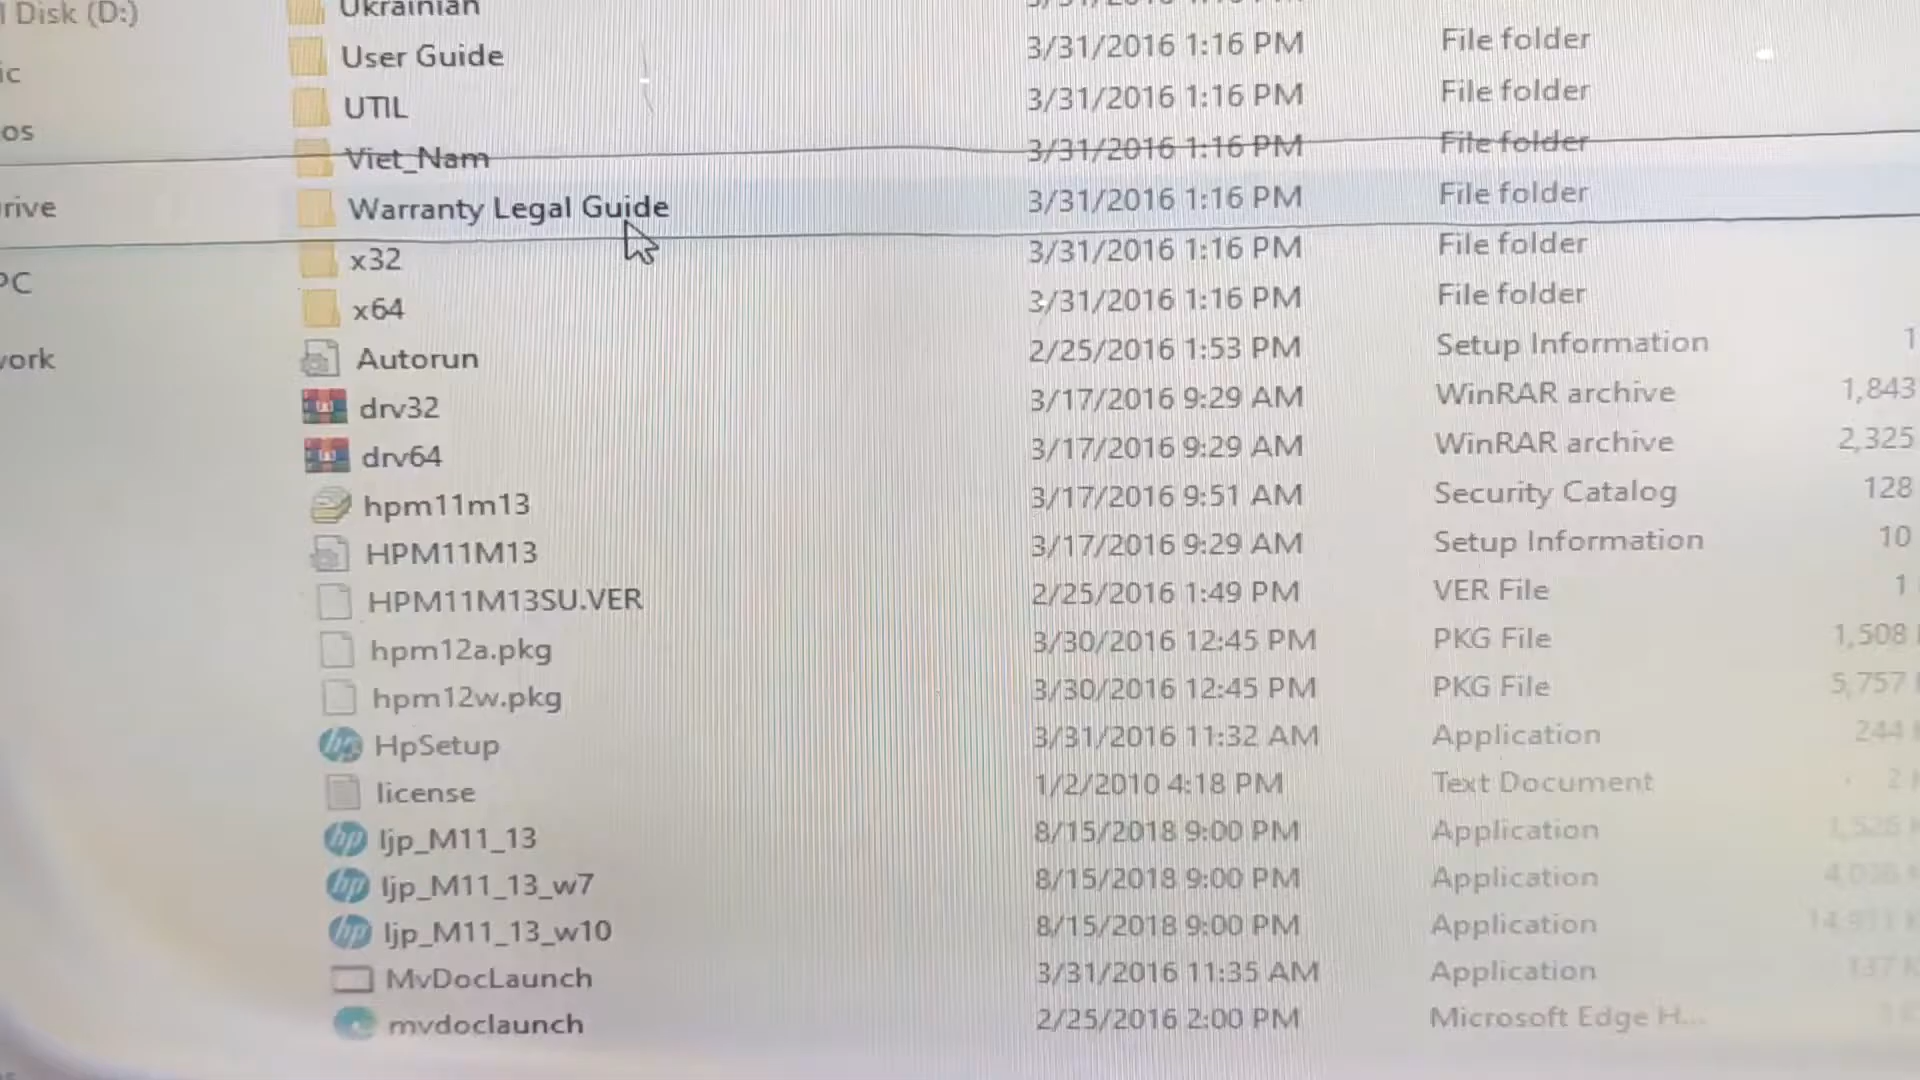 Disk (D:)
Ukrainian
User Guide 3/31/2016 1:16 PM File folder
ic
UTIL 3/31/2016 1:16 PM File folder
os
Viet_Nam 3/31/2016 1:16 PM File folder
rive Warranty Legal Guide 3/31/2016 1:16 PM File folder
x32 3/31/2016 1:16 PM File folder
PC
x64 3/31/2016 1:16 PM File folder
work Autorun 2/25/2016 1:53 PM Setup Information 1
drv32 3/17/2016 9:29 AM WinRAR archive 1,843
drv64 3/17/2016 9:29 AM WinRAR archive 2,325
hpm11m13 3/17/2016 9:51 AM Security Catalog 128
HPM11M13 3/17/2016 9:29 AM Setup Information 10
HPM11M13SU.VER 2/25/2016 1:49 PM VER File 1
hpm12a.pkg 3/30/2016 12:45 PM PKG File 1,508
hpm12w.pkg 3/30/2016 12:45 PM PKG File 5,757
HpSetup 3/31/2016 11:32 AM Application 244
license 1/2/2010 4:18 PM Text Document 2
hp ljp_M11_13 8/15/2018 9:00 PM Application
hp ljp_M11_13_w7 8/15/2018 9:00 PM Application
hp ljp_M11_13_w10 8/15/2018 9:00 PM Application
MvDocLaunch 3/31/2016 11:35 AM Application 137
mvdoclaunch 2/25/2016 2:00 PM Microsoft Edge H...